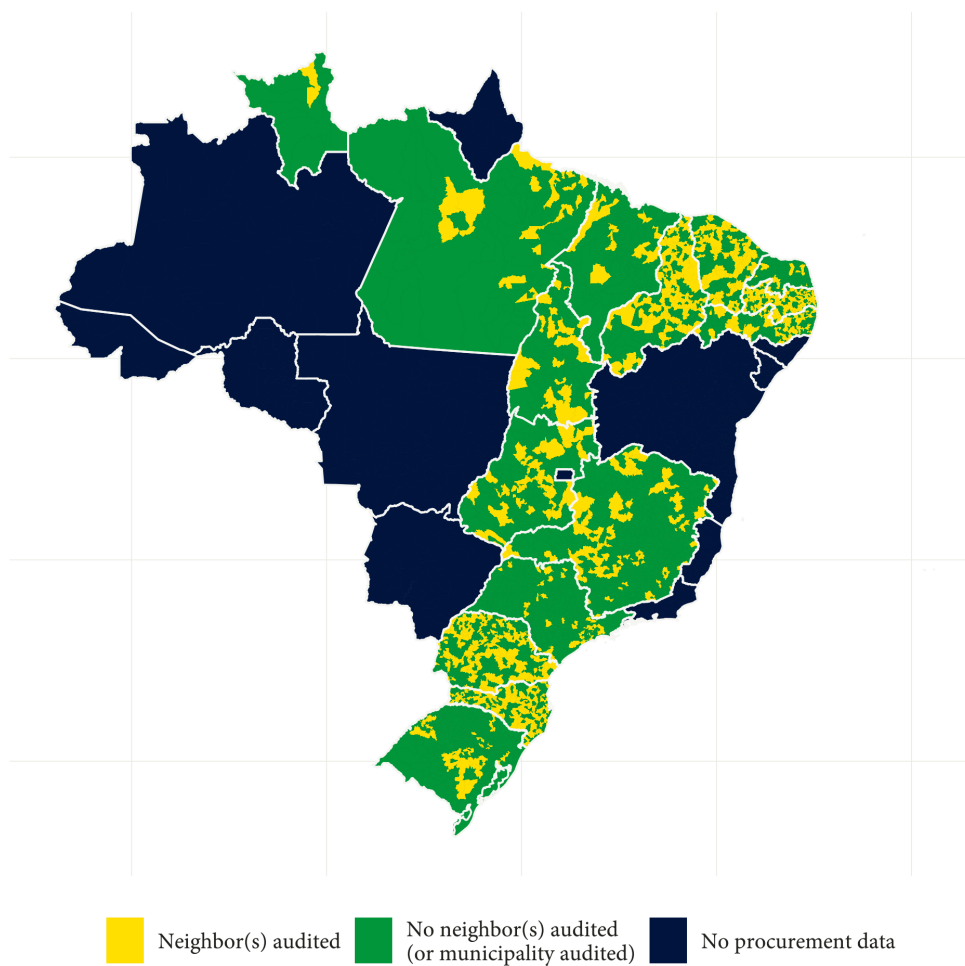 Neighbor(s) audited
No neighbor(s) audited
(or municipality audited)
No procurement data